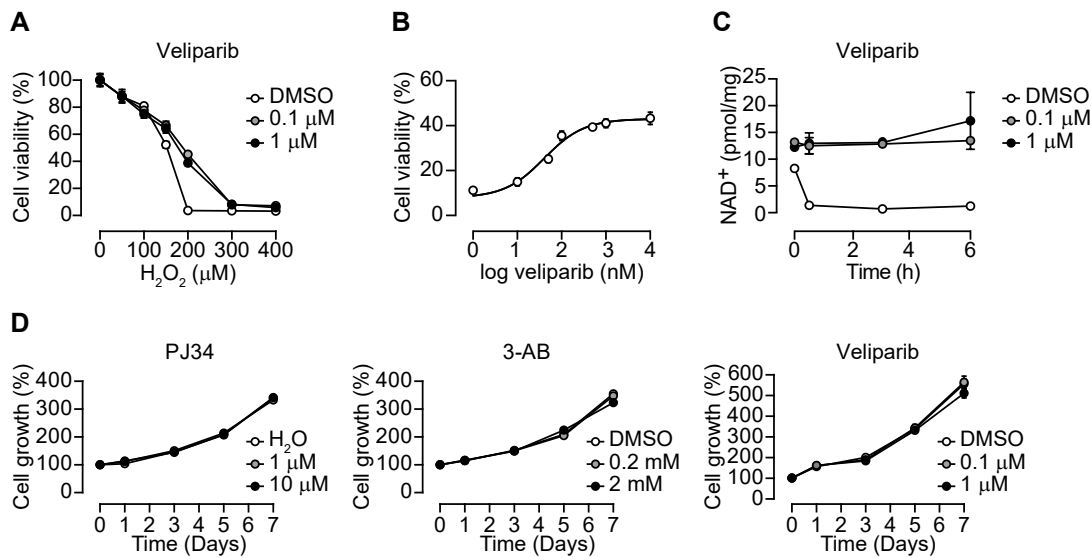 A
Veliparib
Cell viability (%)
100
80
60
40
20
0
0 100 200 300 400
H₂O₂ (μM)
DMSO
0.1 μM
1 μM
B
Cell viability (%)
60
40
20
0
0 1 2 3 4
log veliparib (nM)
C
Veliparib
NAD⁺ (pmol/mg)
25
20
15
10
5
0
0 2 4 6
Time (h)
DMSO
0.1 μM
1 μM
D
PJ34
Cell growth (%)
400
300
200
100
0
0 1 2 3 4 5 6 7
Time (Days)
H₂O
1 μM
10 μM
3-AB
Cell growth (%)
400
300
200
100
0
0 1 2 3 4 5 6 7
Time (Days)
DMSO
0.2 mM
2 mM
Veliparib
Cell growth (%)
600
500
400
300
200
100
0
0 1 2 3 4 5 6 7
Time (Days)
DMSO
0.1 μM
1 μM